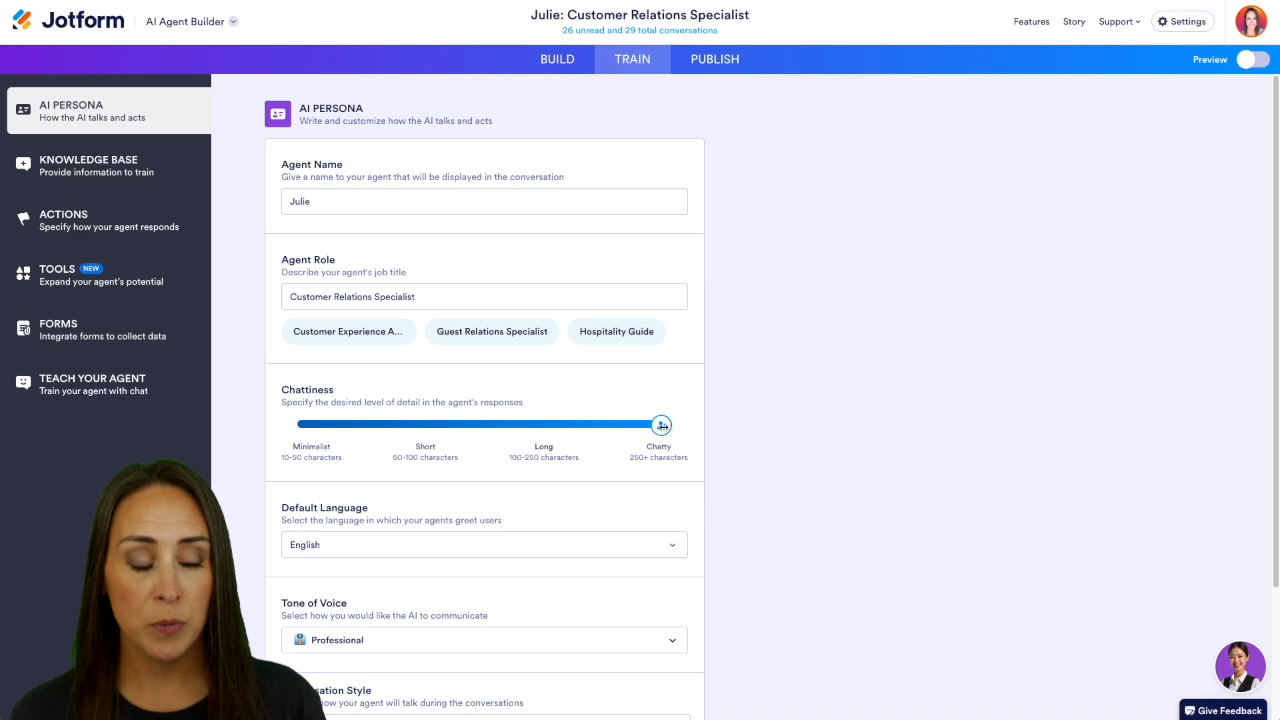 Jotform
AI Agent Builder
Julie: Customer Relations Specialist
26 unread and 29 total conversations
Features
Story
Support
Settings
BUILD
TRAIN
PUBLISH
Preview
AI PERSONA
How the AI talks and acts
KNOWLEDGE BASE
Provide information to train
ACTIONS
Specify how your agent responds
TOOLS NEW
Expand your agent's potential
FORMS
Integrate forms to collect data
TEACH YOUR AGENT
Train your agent with chat
AI PERSONA
Write and customize how the AI talks and acts
Agent Name
Give a name to your agent that will be displayed in the conversation
Julie
Agent Role
Describe your agent's job title
Customer Relations Specialist
Customer Experience A...
Guest Relations Specialist
Hospitality Guide
Chattiness
Specify the desired level of detail in the agent's responses
Minimalist
10-50 characters
Short
50-100 characters
Long
100-250 characters
Chatty
250+ characters
Default Language
Select the language in which your agents greet users
English
Tone of Voice
Select how you would like the AI to communicate
Professional
Style
your agent will talk during the conversations
Give Feedback